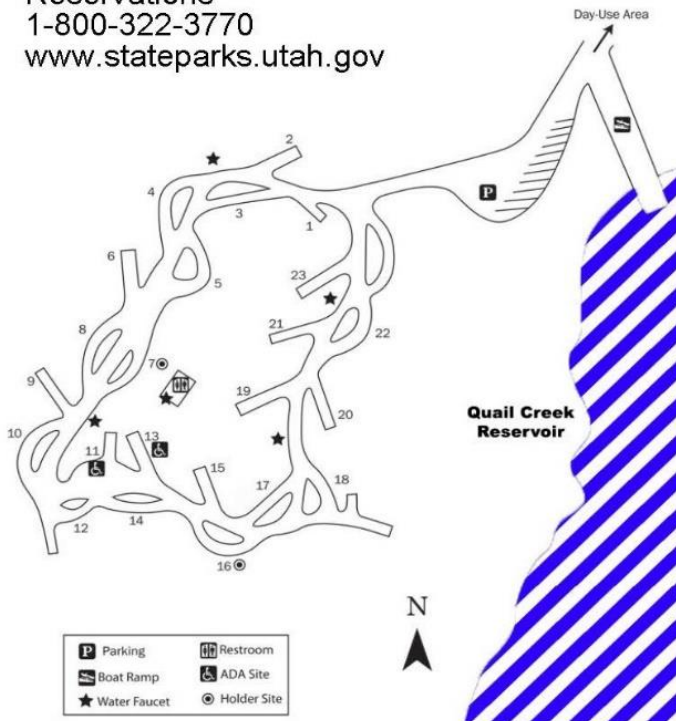 Reservations
1-800-322-3770
www.stateparks.utah.gov
Day-Use Area
2
4
3
1
P
6
5
23
22
21
8
7
9
19
20
Quail Creek
Reservoir
10
11
13
15
17
18
12
14
16
N
P Parking
Restroom
Boat Ramp
ADA Site
Water Faucet
Holder Site